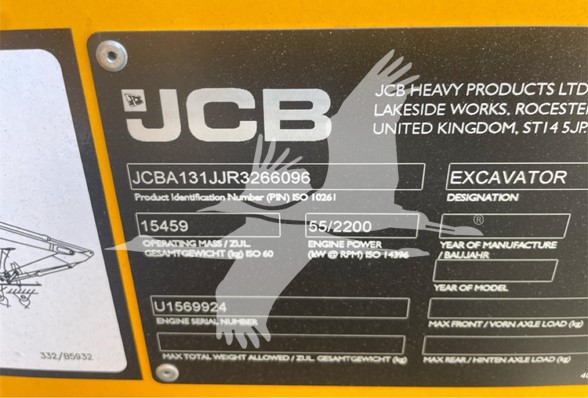 JCB
JCB HEAVY PRODUCTS LTD
LAKESIDE WORKS, ROCESTER
UNITED KINGDOM, ST14 5JP
JCBA131JJR3266096
Product Identification Number (PIN) ISO 10261
EXCAVATOR
DESIGNATION
15459
OPERATING MASS / ZUL.
GESAMTGEWICHT (kg) ISO 60
55/2200
ENGINE POWER
(kW @ RPM) ISO 14396
®
YEAR OF MANUFACTURE
/ BAUJAHR
YEAR OF MODEL
U1569924
ENGINE SERIAL NUMBER
MAX FRONT / VORN AXLE LOAD (kg)
MAX TOTAL WEIGHT ALLOWED / ZUL. GESAMTGEWICHT (kg)
MAX REAR / HINTEN AXLE LOAD (kg)
332/B5932